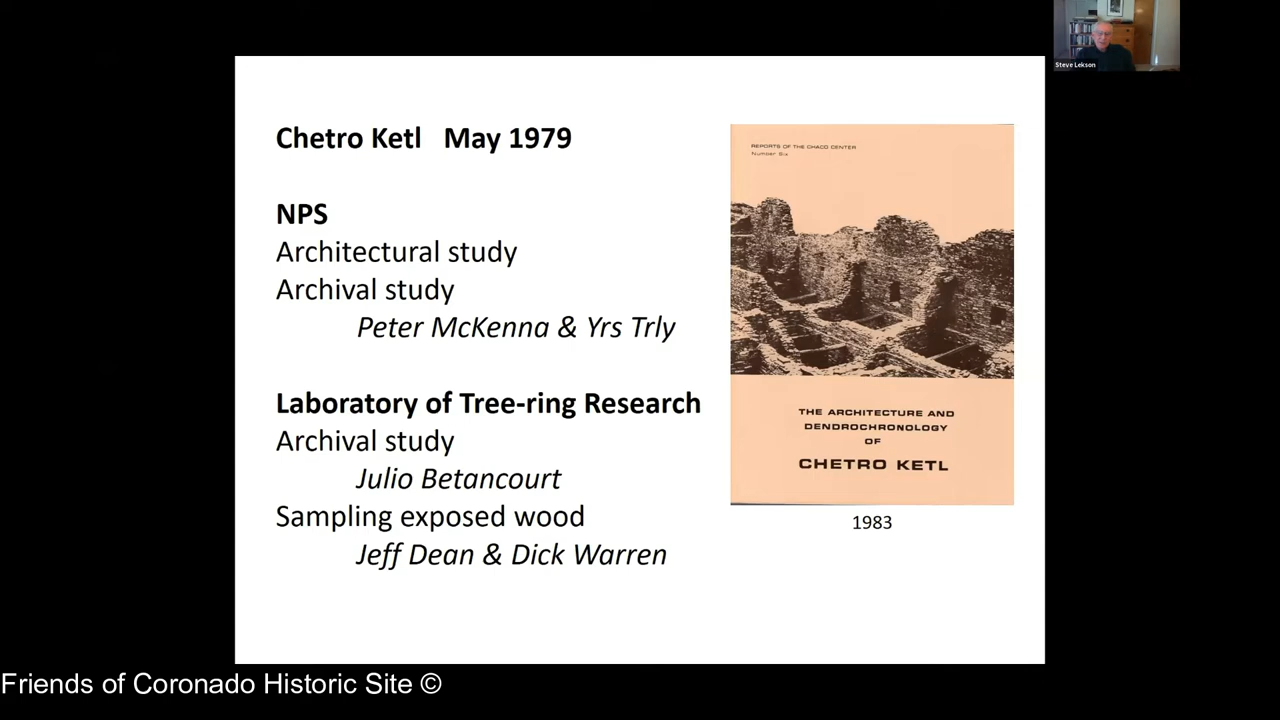 Steve Lekson
Chetro Ketl May 1979
NPS
Architectural study
Archival study
Peter McKenna & Yrs Trly
Laboratory of Tree-ring Research
Archival study
Julio Betancourt
Sampling exposed wood
Jeff Dean & Dick Warren
REPORTS OF THE CHACO CENTER
Number Six
THE ARCHITECTURE AND
DENDROCHRONOLOGY
OF
CHETRO KETL
1983
Friends of Coronado Historic Site ©